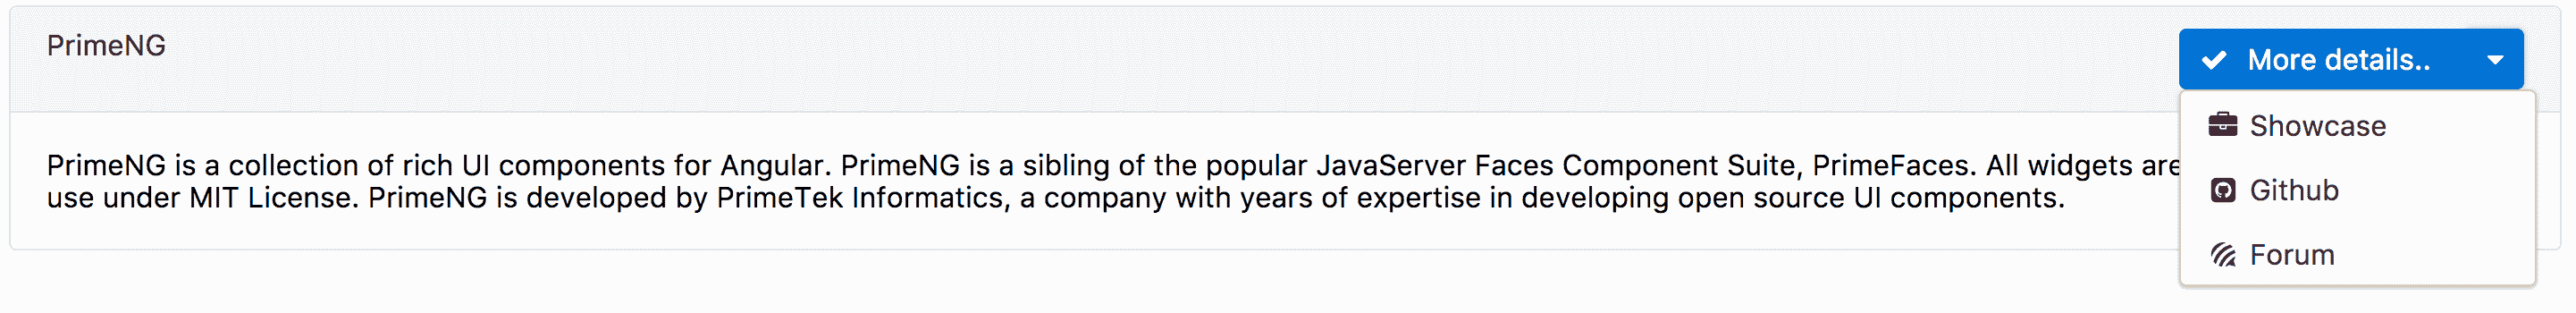 PrimeNG
More details..
Showcase
Github
Forum
PrimeNG is a collection of rich UI components for Angular. PrimeNG is a sibling of the popular JavaServer Faces Component Suite, PrimeFaces. All widgets are
use under MIT License. PrimeNG is developed by PrimeTek Informatics, a company with years of expertise in developing open source UI components.